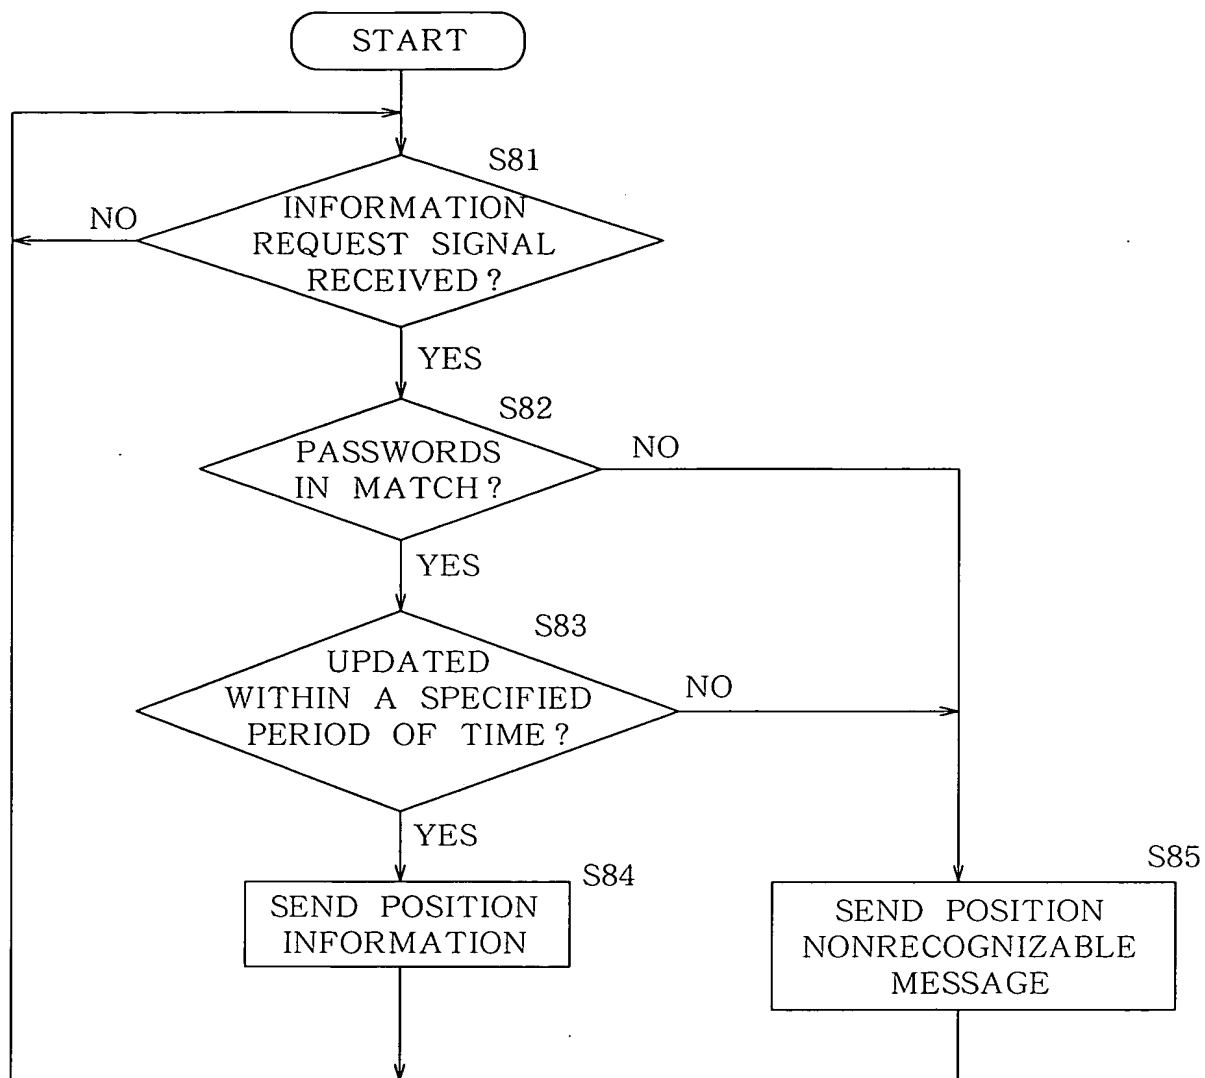 START
S81
NO
INFORMATION
REQUEST SIGNAL
RECEIVED?
YES
S82
PASSWORDS
IN MATCH?
NO
YES
S83
UPDATED
WITHIN A SPECIFIED
PERIOD OF TIME?
NO
YES
S84
SEND POSITION
INFORMATION
S85
SEND POSITION
NONRECOGNIZABLE
MESSAGE